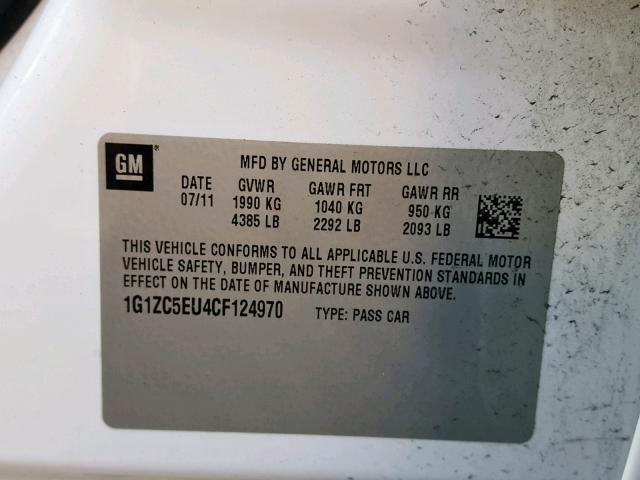 GM®
MFD BY GENERAL MOTORS LLC
DATE GVWR GAWR FRT GAWR RR
07/11 1990 KG 1040 KG 950 KG
4385 LB 2292 LB 2093 LB
THIS VEHICLE CONFORMS TO ALL APPLICABLE U.S. FEDERAL MOTOR
VEHICLE SAFETY, BUMPER, AND THEFT PREVENTION STANDARDS IN
EFFECT ON THE DATE OF MANUFACTURE SHOWN ABOVE.
1G1ZC5EU4CF124970 TYPE: PASS CAR